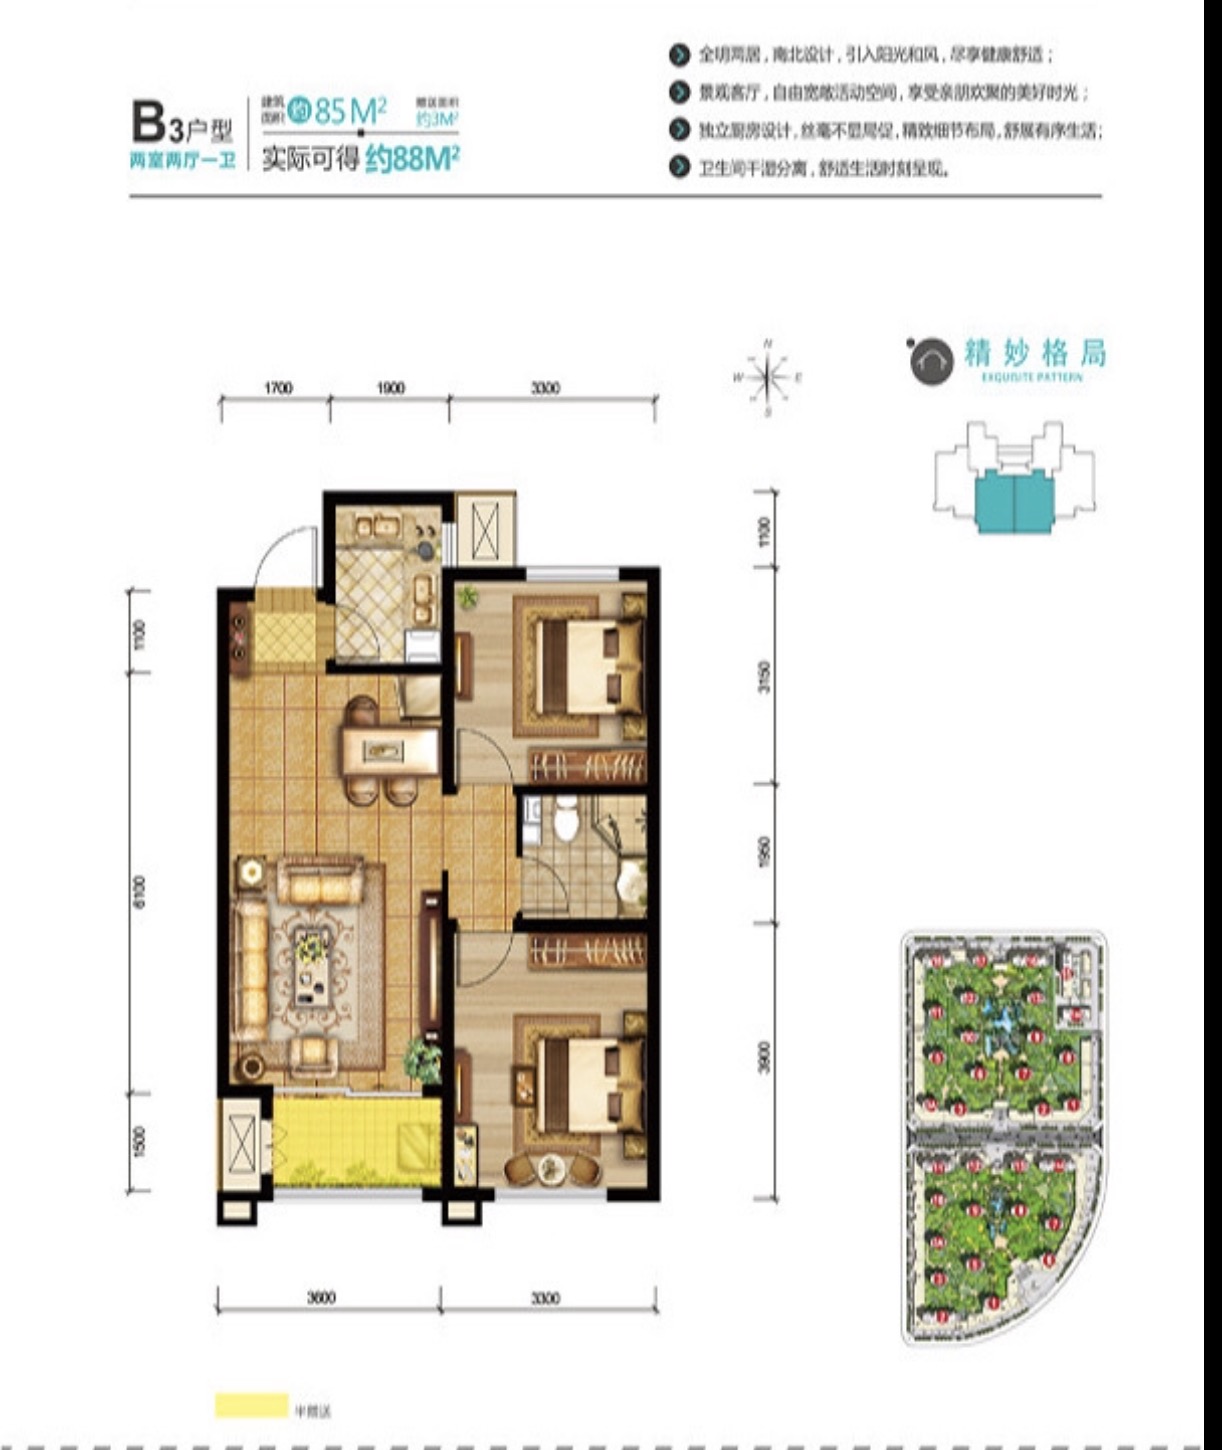 B3户型
两室两厅一卫
建筑面积 约85M²
赠送面积 约3M²
实际可得 约88M²
全明两居，南北设计，引入阳光和风，尽享健康舒适；
景观客厅，自由宽敞活动空间，享受亲朋欢聚的美好时光；
独立厨房设计，丝毫不显局促，精致细节布局，舒展有序生活；
卫生间干湿分离，舒适生活时刻呈现。
N
W E
S
精妙格局
EXQUISITE PATTERN
1700 1900 3300
1100
3150
1950
3900
1100
6100
1500
3600 3300
半赠送